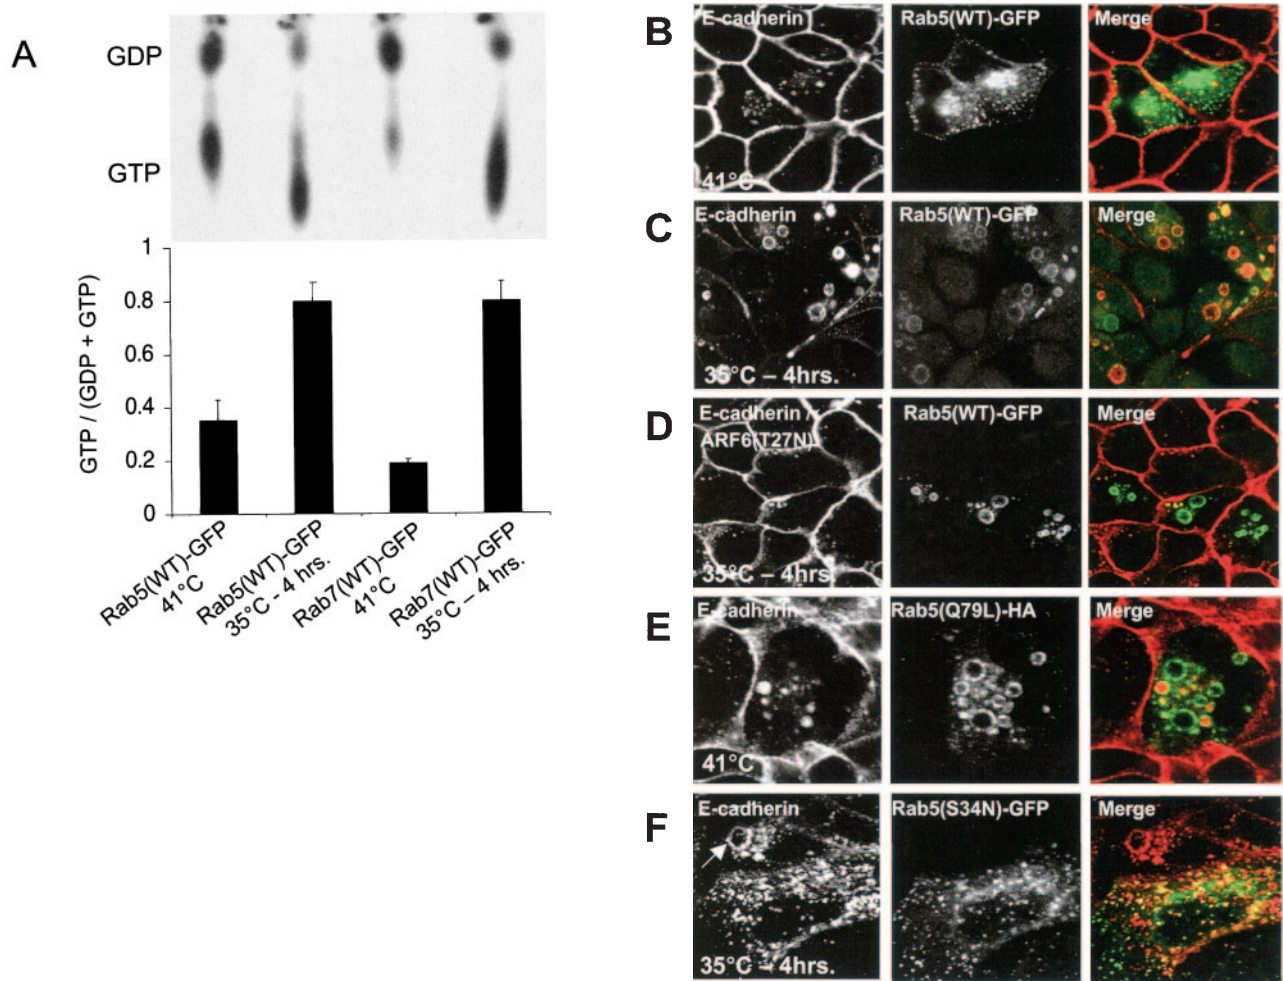 A
GDP
GTP
GTP / (GDP + GTP)
1
0.8
0.6
0.4
0.2
0
Rab5(WT)-GFP
41°C
Rab5(WT)-GFP
35°C - 4 hrs.
Rab7(WT)-GFP
41°C
Rab7(WT)-GFP
35°C – 4 hrs.
B
E-cadherin
Rab5(WT)-GFP
Merge
41°C
C
E-cadherin
Rab5(WT)-GFP
Merge
35°C – 4hrs.
D
E-cadherin /
ARF6(T27N)
Rab5(WT)-GFP
Merge
35°C – 4hrs.
E
E-cadherin
Rab5(Q79L)-HA
Merge
41°C
F
E-cadherin
Rab5(S34N)-GFP
Merge
35°C – 4hrs.